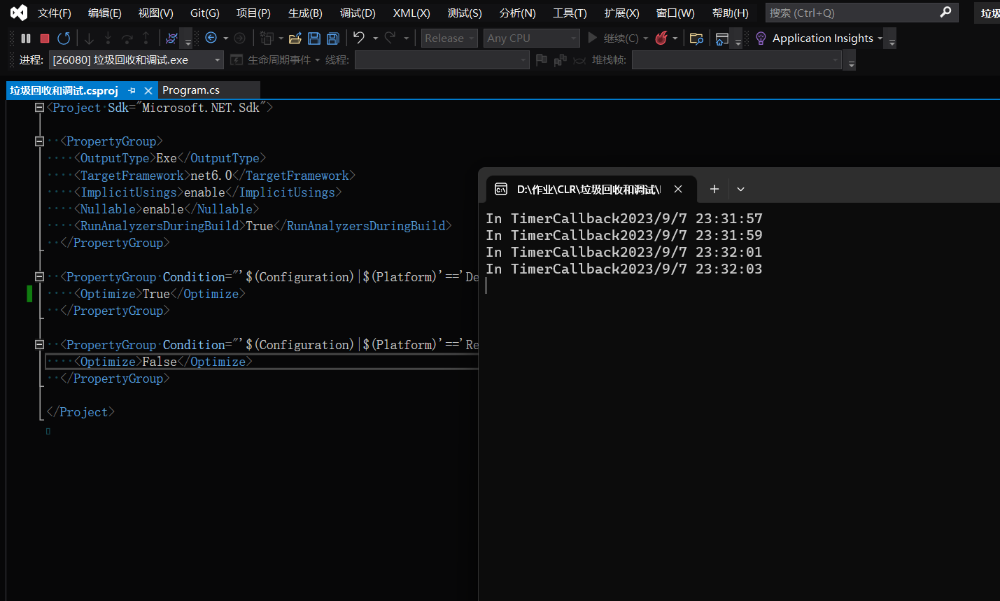 文件(F) 编辑(E) 视图(V) Git(G) 项目(P) 生成(B) 调试(D) XML(X) 测试(S) 分析(N) 工具(T) 扩展(X) 窗口(W) 帮助(H) 搜索 (Ctrl+Q) 垃圾
Release Any CPU 继续(C) Application Insights
进程: [26080] 垃圾回收和调试.exe 生命周期事件 线程: 堆栈帧:
垃圾回收和调试.csproj Program.cs
<Project Sdk="Microsoft.NET.Sdk">
<PropertyGroup>
<OutputType>Exe</OutputType>
<TargetFramework>net6.0</TargetFramework>
<ImplicitUsings>enable</ImplicitUsings>
<Nullable>enable</Nullable>
<RunAnalyzersDuringBuild>True</RunAnalyzersDuringBuild>
</PropertyGroup>
<PropertyGroup Condition="'$(Configuration)|$(Platform)'=='De
<Optimize>True</Optimize>
</PropertyGroup>
<PropertyGroup Condition="'$(Configuration)|$(Platform)'=='Re
<Optimize>False</Optimize>
</PropertyGroup>
</Project>
D:\作业\CLR\垃圾回收和调试\
In TimerCallback2023/9/7 23:31:57
In TimerCallback2023/9/7 23:31:59
In TimerCallback2023/9/7 23:32:01
In TimerCallback2023/9/7 23:32:03